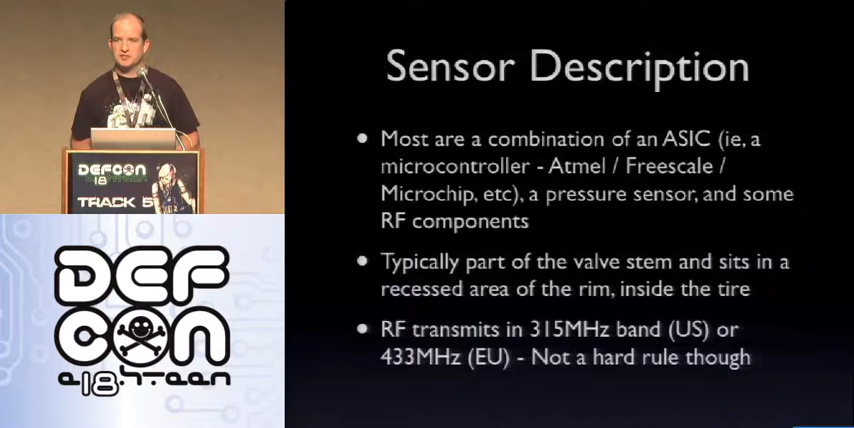 Sensor Description
• Most are a combination of an ASIC (ie, a
microcontroller - Atmel / Freescale /
Microchip, etc), a pressure sensor, and some
RF components
• Typically part of the valve stem and sits in a
recessed area of the rim, inside the tire
• RF transmits in 315MHz band (US) or
433MHz (EU) - Not a hard rule though
DEFCON
18
TRACK 5
DEF
CON
e18.hteen